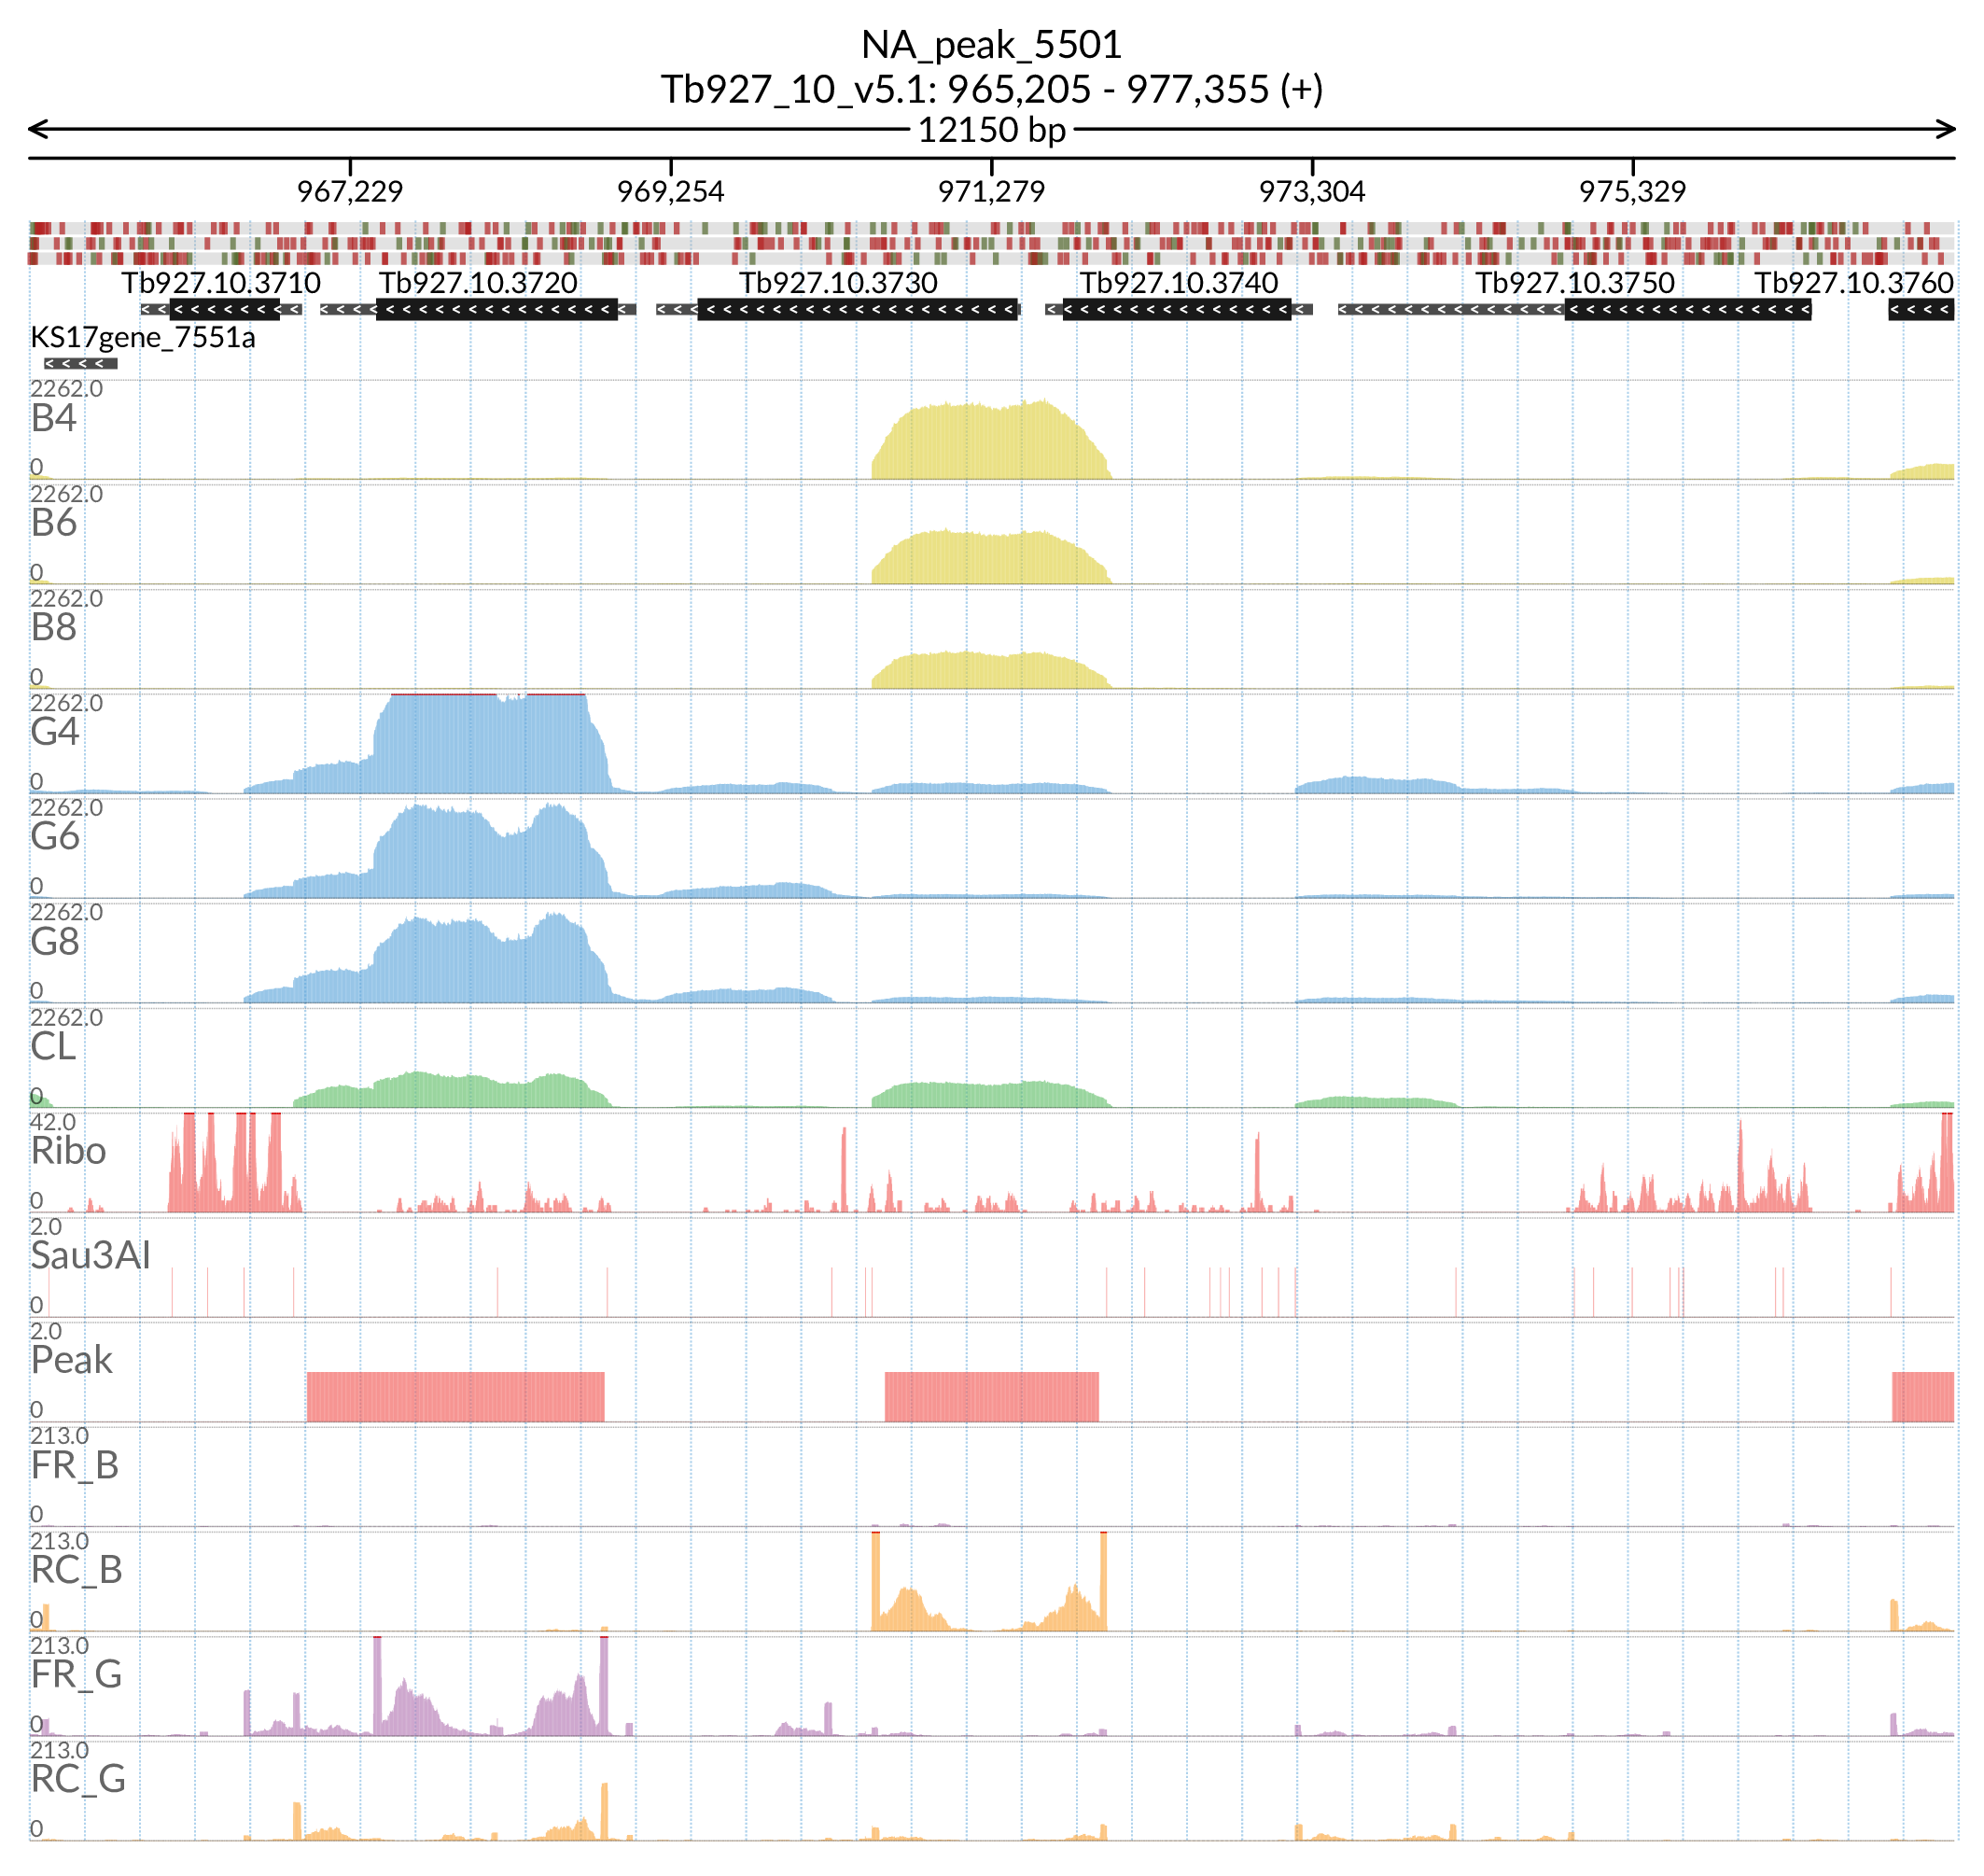 NA_peak_5501
Tb927_10_v5.1: 965,205 - 977,355 (+)
12150 bp
967,229 969,254 971,279 973,304 975,329
Tb927.10.3710 Tb927.10.3720 Tb927.10.3730 Tb927.10.3740 Tb927.10.3750 Tb927.10.3760
KS17gene_7551a
2262.0
B4
0
2262.0
B6
0
2262.0
B8
0
2262.0
G4
0
2262.0
G6
0
2262.0
G8
0
2262.0
CL
0
42.0
Ribo
0
2.0
Sau3AI
0
2.0
Peak
0
213.0
FR_B
0
213.0
RC_B
0
213.0
FR_G
0
213.0
RC_G
0